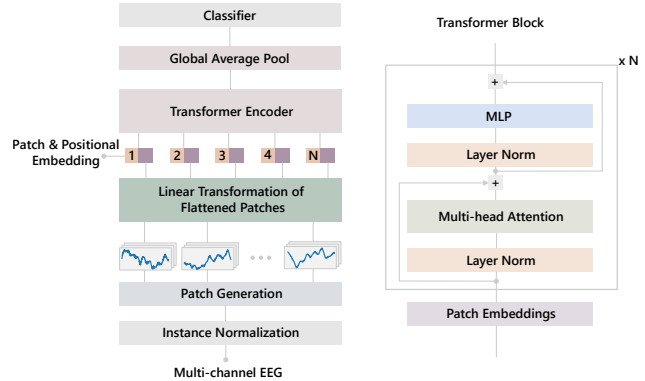 Classifier
Global Average Pool
Transformer Encoder
Patch & Positional
Embedding
1 2 3 4 N
Linear Transformation of
Flattened Patches
Patch Generation
Instance Normalization
Multi-channel EEG
Transformer Block
x N
+
MLP
Layer Norm
+
Multi-head Attention
Layer Norm
Patch Embeddings